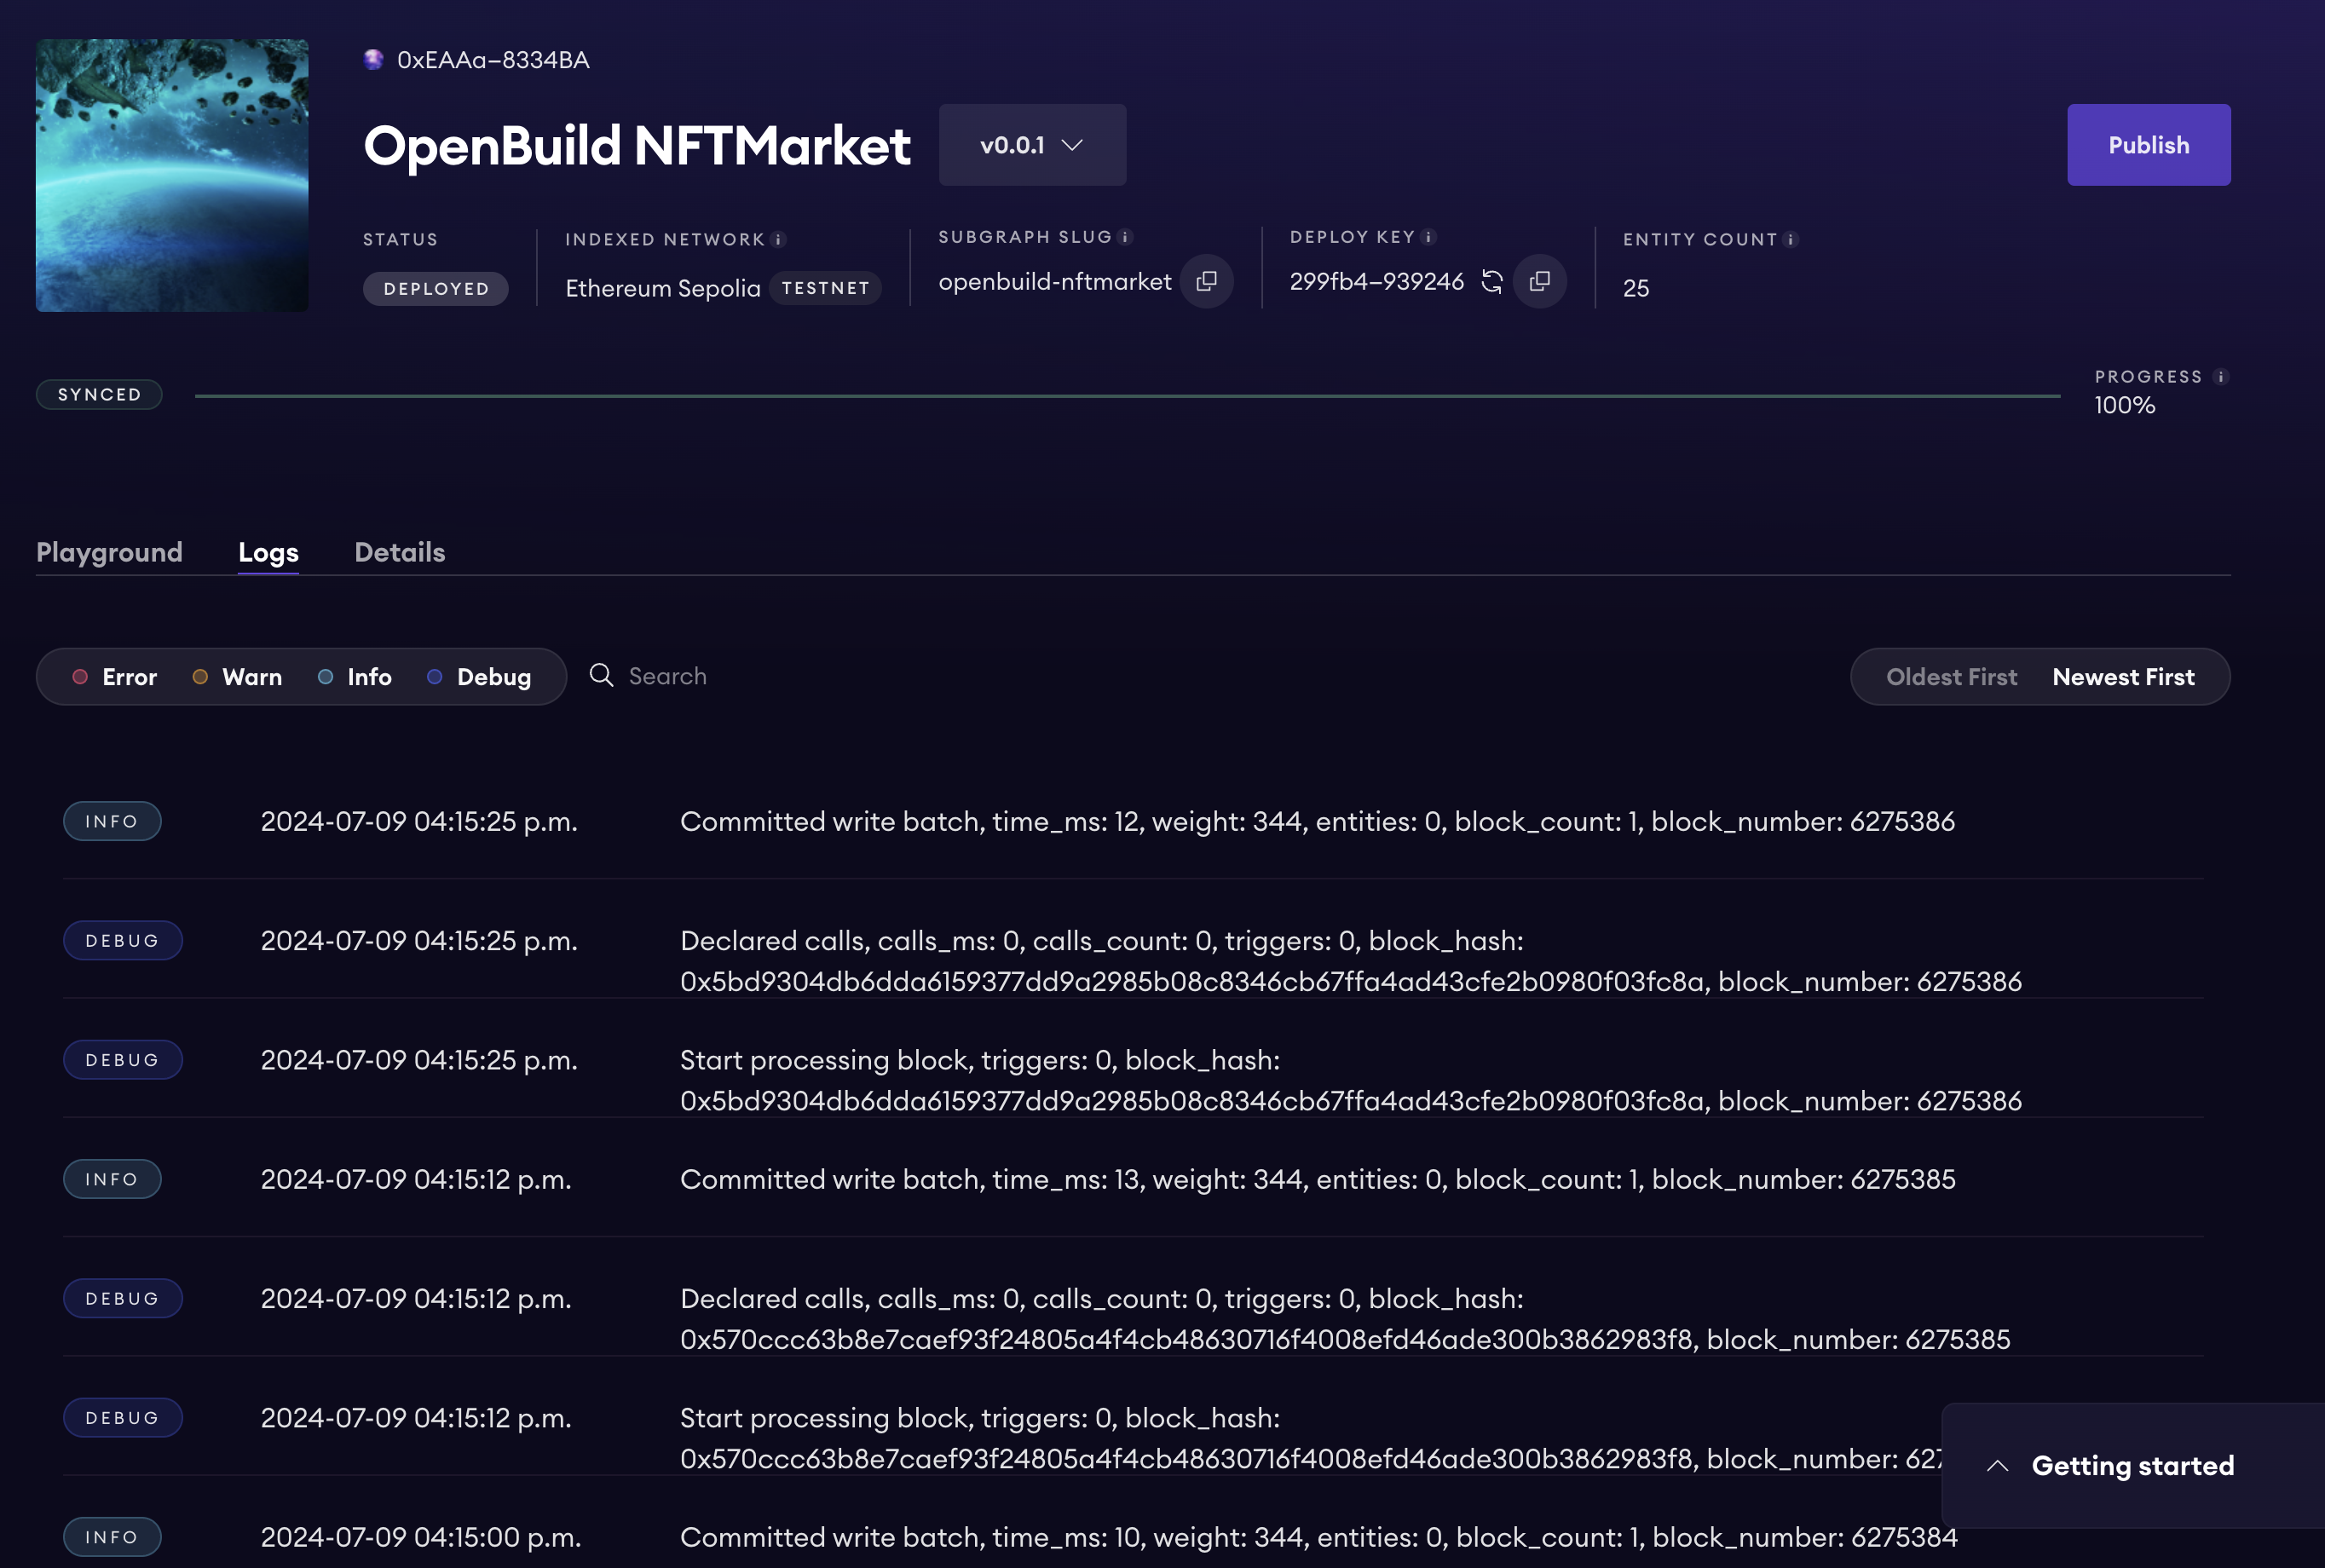 0xEAAa–8334BA
OpenBuild NFTMarket
v0.0.1
Publish
STATUS
DEPLOYED
INDEXED NETWORK
Ethereum Sepolia TESTNET
SUBGRAPH SLUG
openbuild-nftmarket
DEPLOY KEY
299fb4–939246
ENTITY COUNT
25
SYNCED
PROGRESS
100%
Playground Logs Details
Error Warn Info Debug Search Oldest First Newest First
INFO 2024-07-09 04:15:25 p.m. Committed write batch, time_ms: 12, weight: 344, entities: 0, block_count: 1, block_number: 6275386
DEBUG 2024-07-09 04:15:25 p.m. Declared calls, calls_ms: 0, calls_count: 0, triggers: 0, block_hash:
0x5bd9304db6dda6159377dd9a2985b08c8346cb67ffa4ad43cfe2b0980f03fc8a, block_number: 6275386
DEBUG 2024-07-09 04:15:25 p.m. Start processing block, triggers: 0, block_hash:
0x5bd9304db6dda6159377dd9a2985b08c8346cb67ffa4ad43cfe2b0980f03fc8a, block_number: 6275386
INFO 2024-07-09 04:15:12 p.m. Committed write batch, time_ms: 13, weight: 344, entities: 0, block_count: 1, block_number: 6275385
DEBUG 2024-07-09 04:15:12 p.m. Declared calls, calls_ms: 0, calls_count: 0, triggers: 0, block_hash:
0x570ccc63b8e7caef93f24805a4f4cb48630716f4008efd46ade300b3862983f8, block_number: 6275385
DEBUG 2024-07-09 04:15:12 p.m. Start processing block, triggers: 0, block_hash:
0x570ccc63b8e7caef93f24805a4f4cb48630716f4008efd46ade300b3862983f8, block_number:
Getting started
INFO 2024-07-09 04:15:00 p.m. Committed write batch, time_ms: 10, weight: 344, entities: 0, block_count: 1, block_number: 6275384